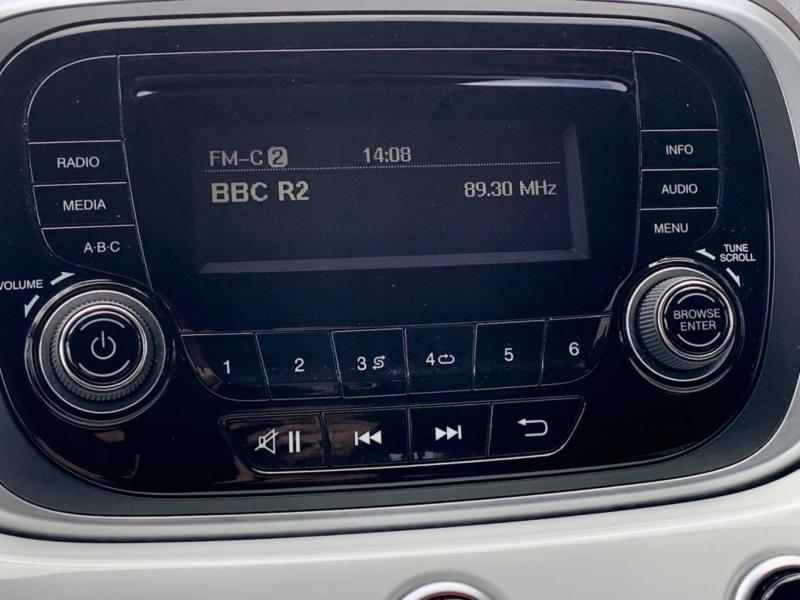 FM-C 2 14:08
BBC R2 89.30 MHz
RADIO
MEDIA
A·B·C
INFO
AUDIO
MENU
VOLUME
TUNE
SCROLL
BROWSE
ENTER
1 2 3 4 5 6